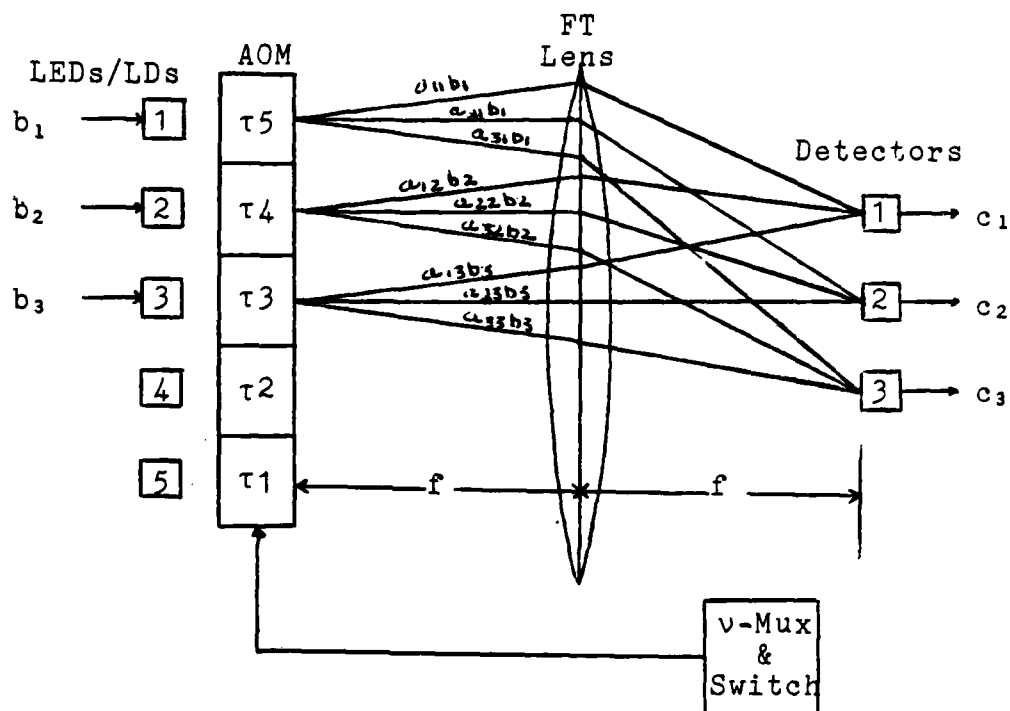 FT
Lens
AOM
LEDs/LDs
b₁
1
τ5
a₁₁b₁
a₂₁b₁
a₃₁b₁
Detectors
b₂
2
τ4
a₁₂b₂
a₂₂b₂
a₃₂b₂
1
c₁
b₃
3
τ3
a₁₃b₃
a₂₃b₃
a₃₃b₃
2
c₂
4
τ2
3
c₃
5
τ1
f
f
ν-Mux
&
Switch